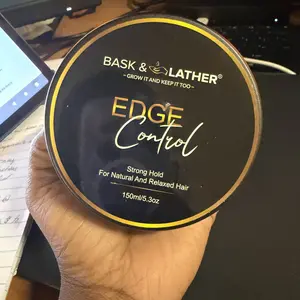 BASK & LATHER®
- GROW IT AND KEEP IT TOO -
EDGE
Control
Strong Hold
For Natural And Relaxed Hair
150ml/5.3oz